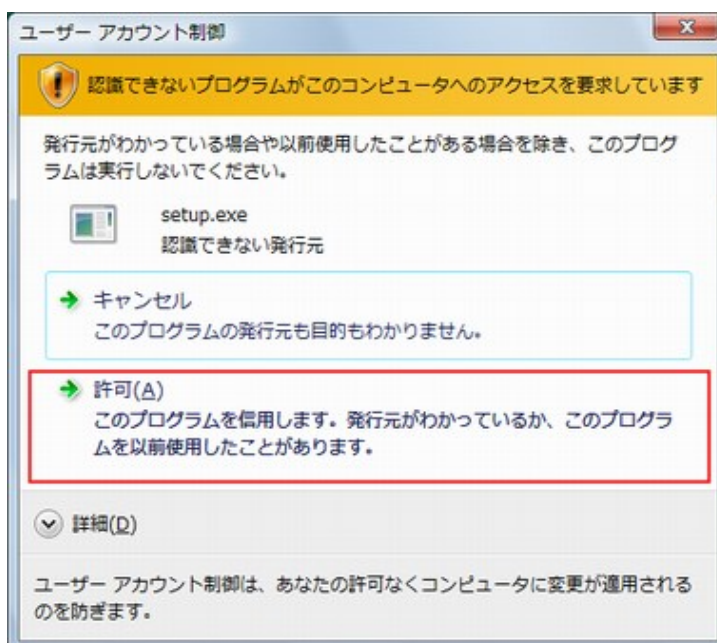 ユーザー アカウント制御
認識できないプログラムがこのコンピュータへのアクセスを要求しています
発行元がわかっている場合や以前使用したことがある場合を除き、このプログ
ラムは実行しないでください。
setup.exe
認識できない発行元
キャンセル
このプログラムの発行元も目的もわかりません。
許可(A)
このプログラムを信用します。発行元がわかっているか、このプログラ
ムを以前使用したことがあります。
詳細(D)
ユーザー アカウント制御は、あなたの許可なくコンピュータに変更が適用される
のを防ぎます。